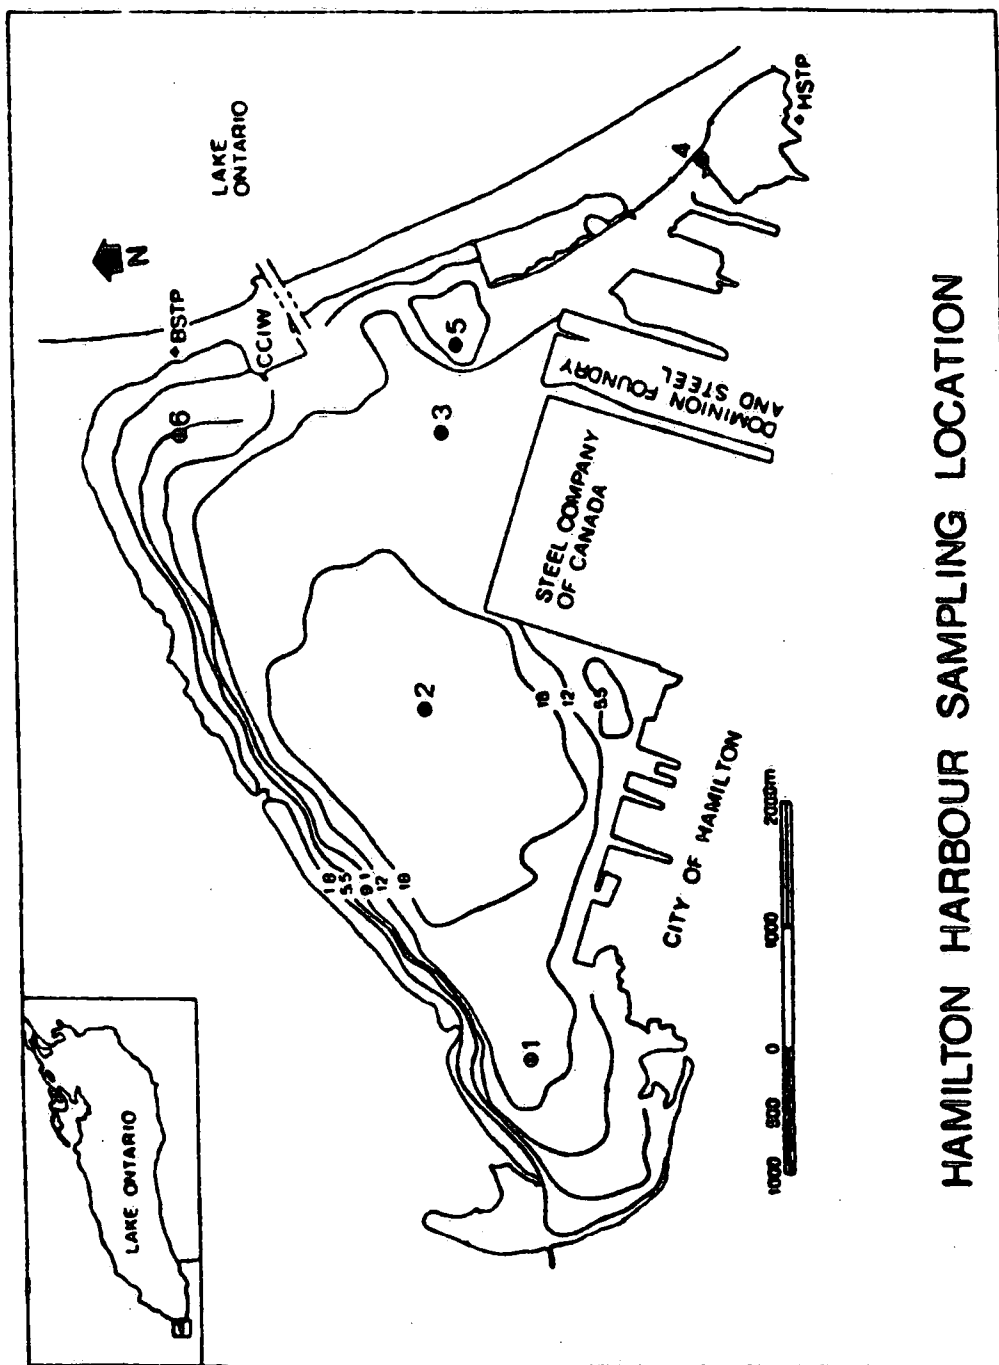 LAKE ONTARIO
LAKE
ONTARIO
N
BSTP
CCIW
6
5
3
4
HSTP
DOMINION FOUNDRY
AND STEEL
STEEL COMPANY
OF CANADA
2
18
12
5.5
1.8
5.5
9.1
12
18
1
CITY OF HAMILTON
1000
500
0
1000
2000m
HAMILTON HARBOUR SAMPLING LOCATION